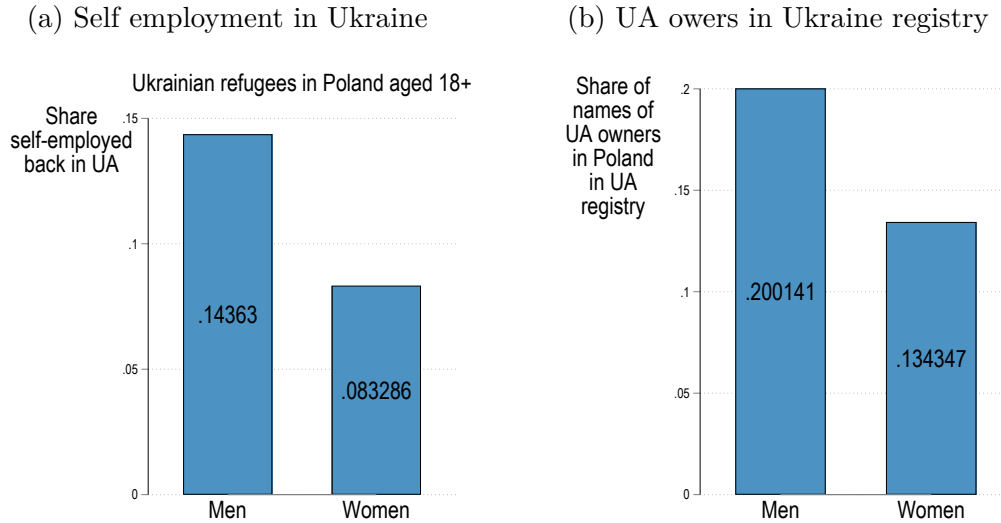 (a) Self employment in Ukraine
Ukrainian refugees in Poland aged 18+
Share
self-employed
back in UA
.15
.1
.05
0
.14363
.083286
Men
Women
(b) UA owers in Ukraine registry
Share of
names of
UA owners
in Poland
in UA
registry
.2
.15
.1
.05
0
.200141
.134347
Men
Women